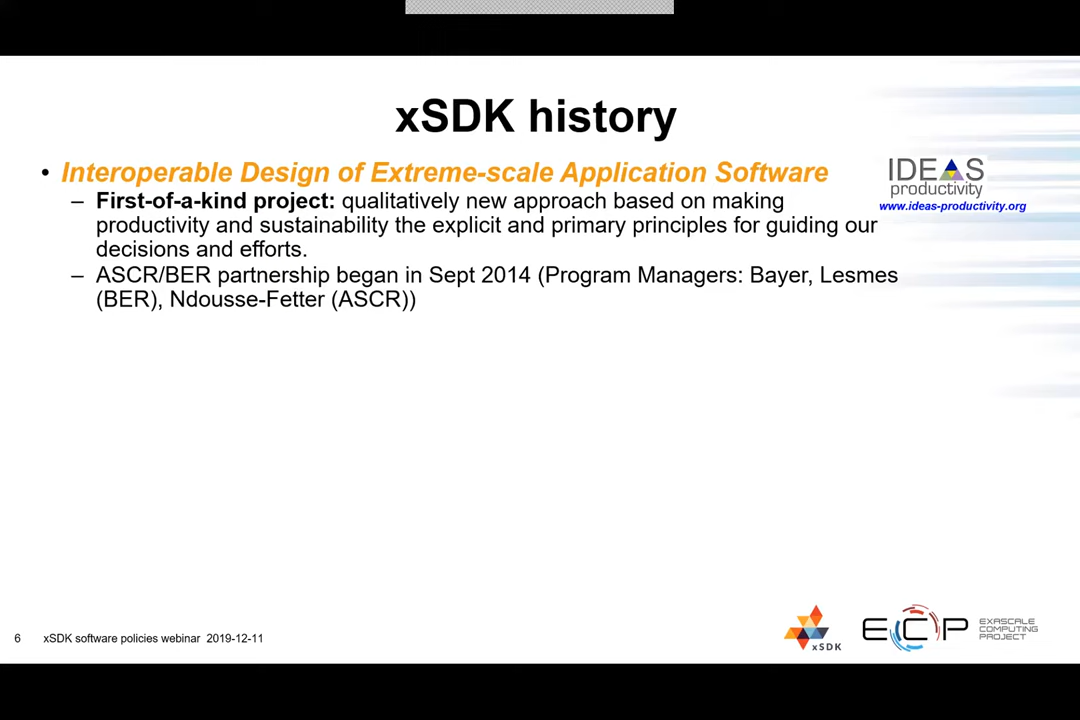 xSDK history
• Interoperable Design of Extreme-scale Application Software
– First-of-a-kind project: qualitatively new approach based on making
productivity and sustainability the explicit and primary principles for guiding our
decisions and efforts.
– ASCR/BER partnership began in Sept 2014 (Program Managers: Bayer, Lesmes
(BER), Ndousse-Fetter (ASCR))
IDEAS
productivity
www.ideas-productivity.org
6 xSDK software policies webinar 2019-12-11
xSDK
ECP
EXASCALE
COMPUTING
PROJECT